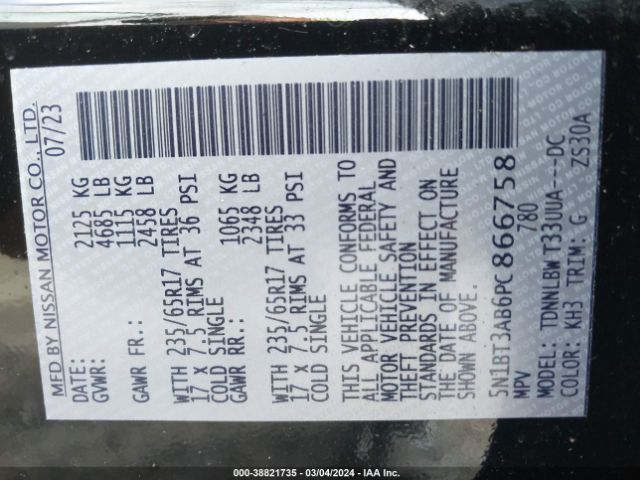 MFD BY NISSAN MOTOR CO., LTD.
DATE: 07/23
GVWR: 2125 KG
4685 LB
GAWR FR.: 1115 KG
2458 LB
WITH 235/65R17 TIRES
17 X 7.5 RIMS AT 36 PSI
COLD SINGLE
GAWR RR.: 1065 KG
2348 LB
WITH 235/65R17 TIRES
17 X 7.5 RIMS AT 33 PSI
COLD SINGLE
THIS VEHICLE CONFORMS TO
ALL APPLICABLE FEDERAL
MOTOR VEHICLE SAFETY AND
THEFT PREVENTION
STANDARDS IN EFFECT ON
THE DATE OF MANUFACTURE
SHOWN ABOVE.
5N1BT3AB6PC866758
MPV 780
MODEL: TDNNLBWT33UUA---DC
COLOR: KH3 TRIM: G ZS30A
000-38821735 - 03/04/2024 - IAA Inc.